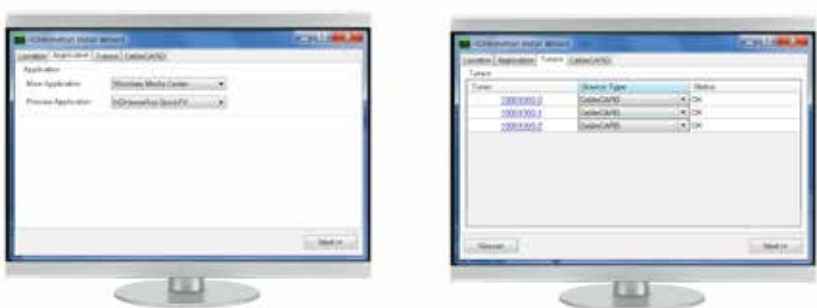 HDHomeRun Install Wizard
Location Application Tuners CableCARD
Application
Main Application Windows Media Center
Preview Application HDHomeRun QuickTV
Next >>
HDHomeRun Install Wizard
Location Application Tuners CableCARD
Tuners
Tuner Source Type Status
CableCARD OK
CableCARD OK
CableCARD OK
Rescan
Next >>